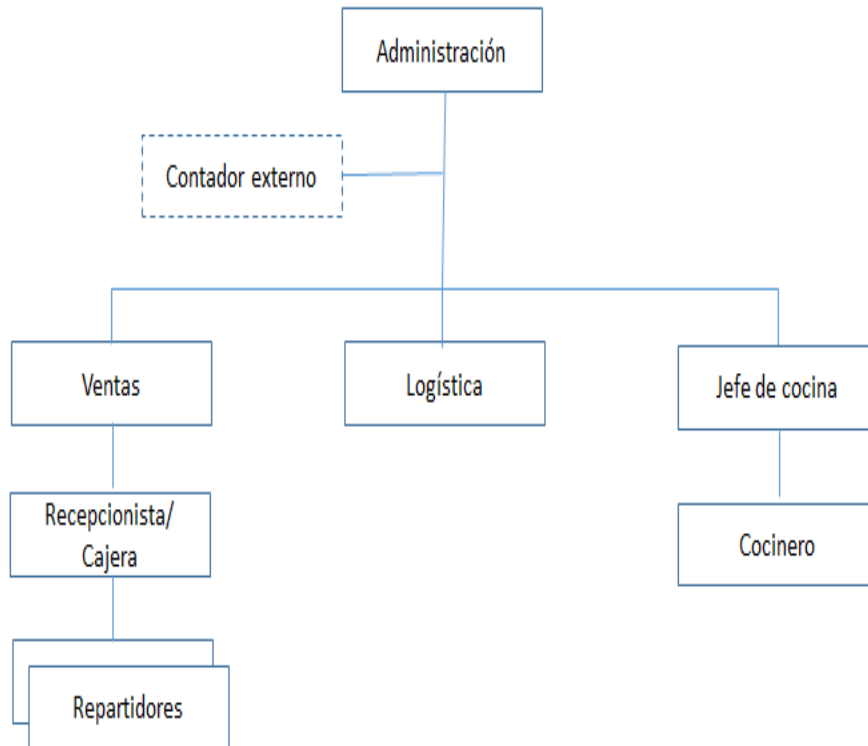 Administración
Contador externo
Ventas
Logística
Jefe de cocina
Recepcionista/
Cajera
Cocinero
Repartidores